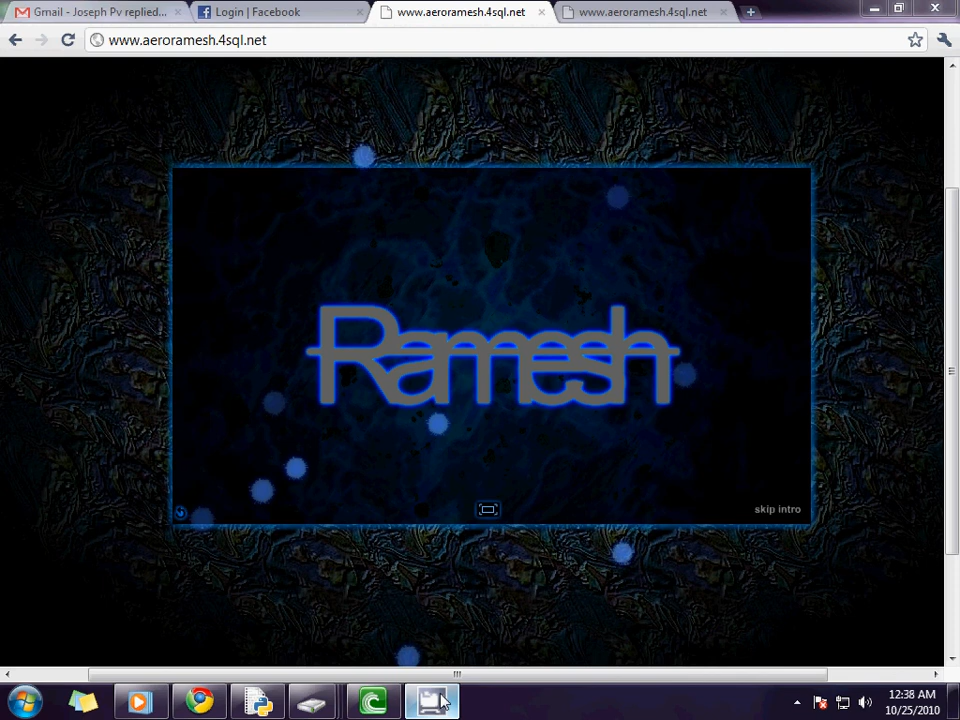 Gmail - Joseph Pv replied...
Login | Facebook
www.aeroramesh.4sql.net
www.aeroramesh.4sql.net
www.aeroramesh.4sql.net
Ramesh
skip intro
12:38 AM
10/25/2010